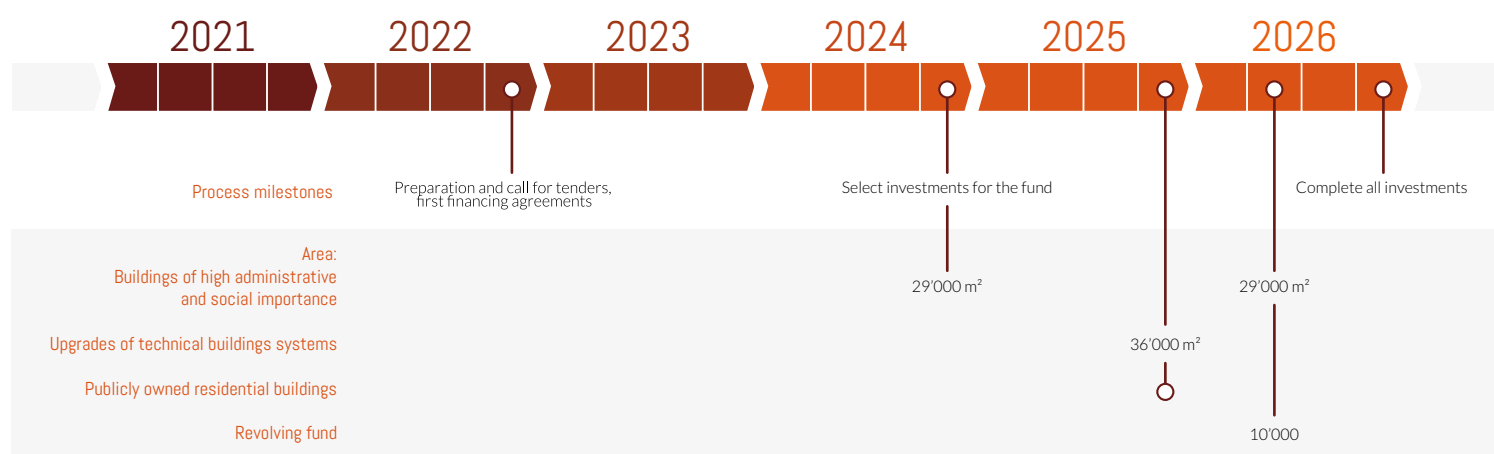 2021 2022 2023 2024 2025 2026
Process milestones
Preparation and call for tenders,
first financing agreements
Select investments for the fund
Complete all investments
Area:
Buildings of high administrative
and social importance
29’000 m² 29’000 m²
Upgrades of technical buildings systems 36’000 m²
Publicly owned residential buildings
Revolving fund 10’000